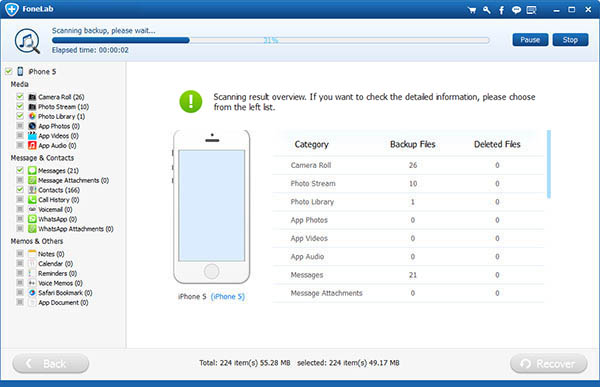 FoneLab
Scanning backup, please wait...
31%
Elapsed time: 00:00:02
Pause
Stop
iPhone 5
Media
Camera Roll (26)
Photo Stream (10)
Photo Library (1)
App Photos (0)
App Videos (0)
App Audio (0)
Message & Contacts
Messages (21)
Message Attachments (0)
Contacts (166)
Call History (0)
Voicemail (0)
WhatsApp (0)
WhatsApp Attachments (0)
Memos & Others
Notes (0)
Calendar (0)
Reminders (0)
Voice Memos (0)
Safari Bookmark (0)
App Document (0)
Scanning result overview. If you want to check the detailed information, please choose
from the left list.
iPhone 5 (iPhone 5)
Category Backup Files Deleted Files
Camera Roll 26 0
Photo Stream 10 0
Photo Library 1 0
App Photos 0 0
App Videos 0 0
App Audio 0 0
Messages 21 0
Message Attachments 0 0
Back
Total: 224 item(s) 55.28 MB selected: 224 item(s) 49.17 MB
Recover